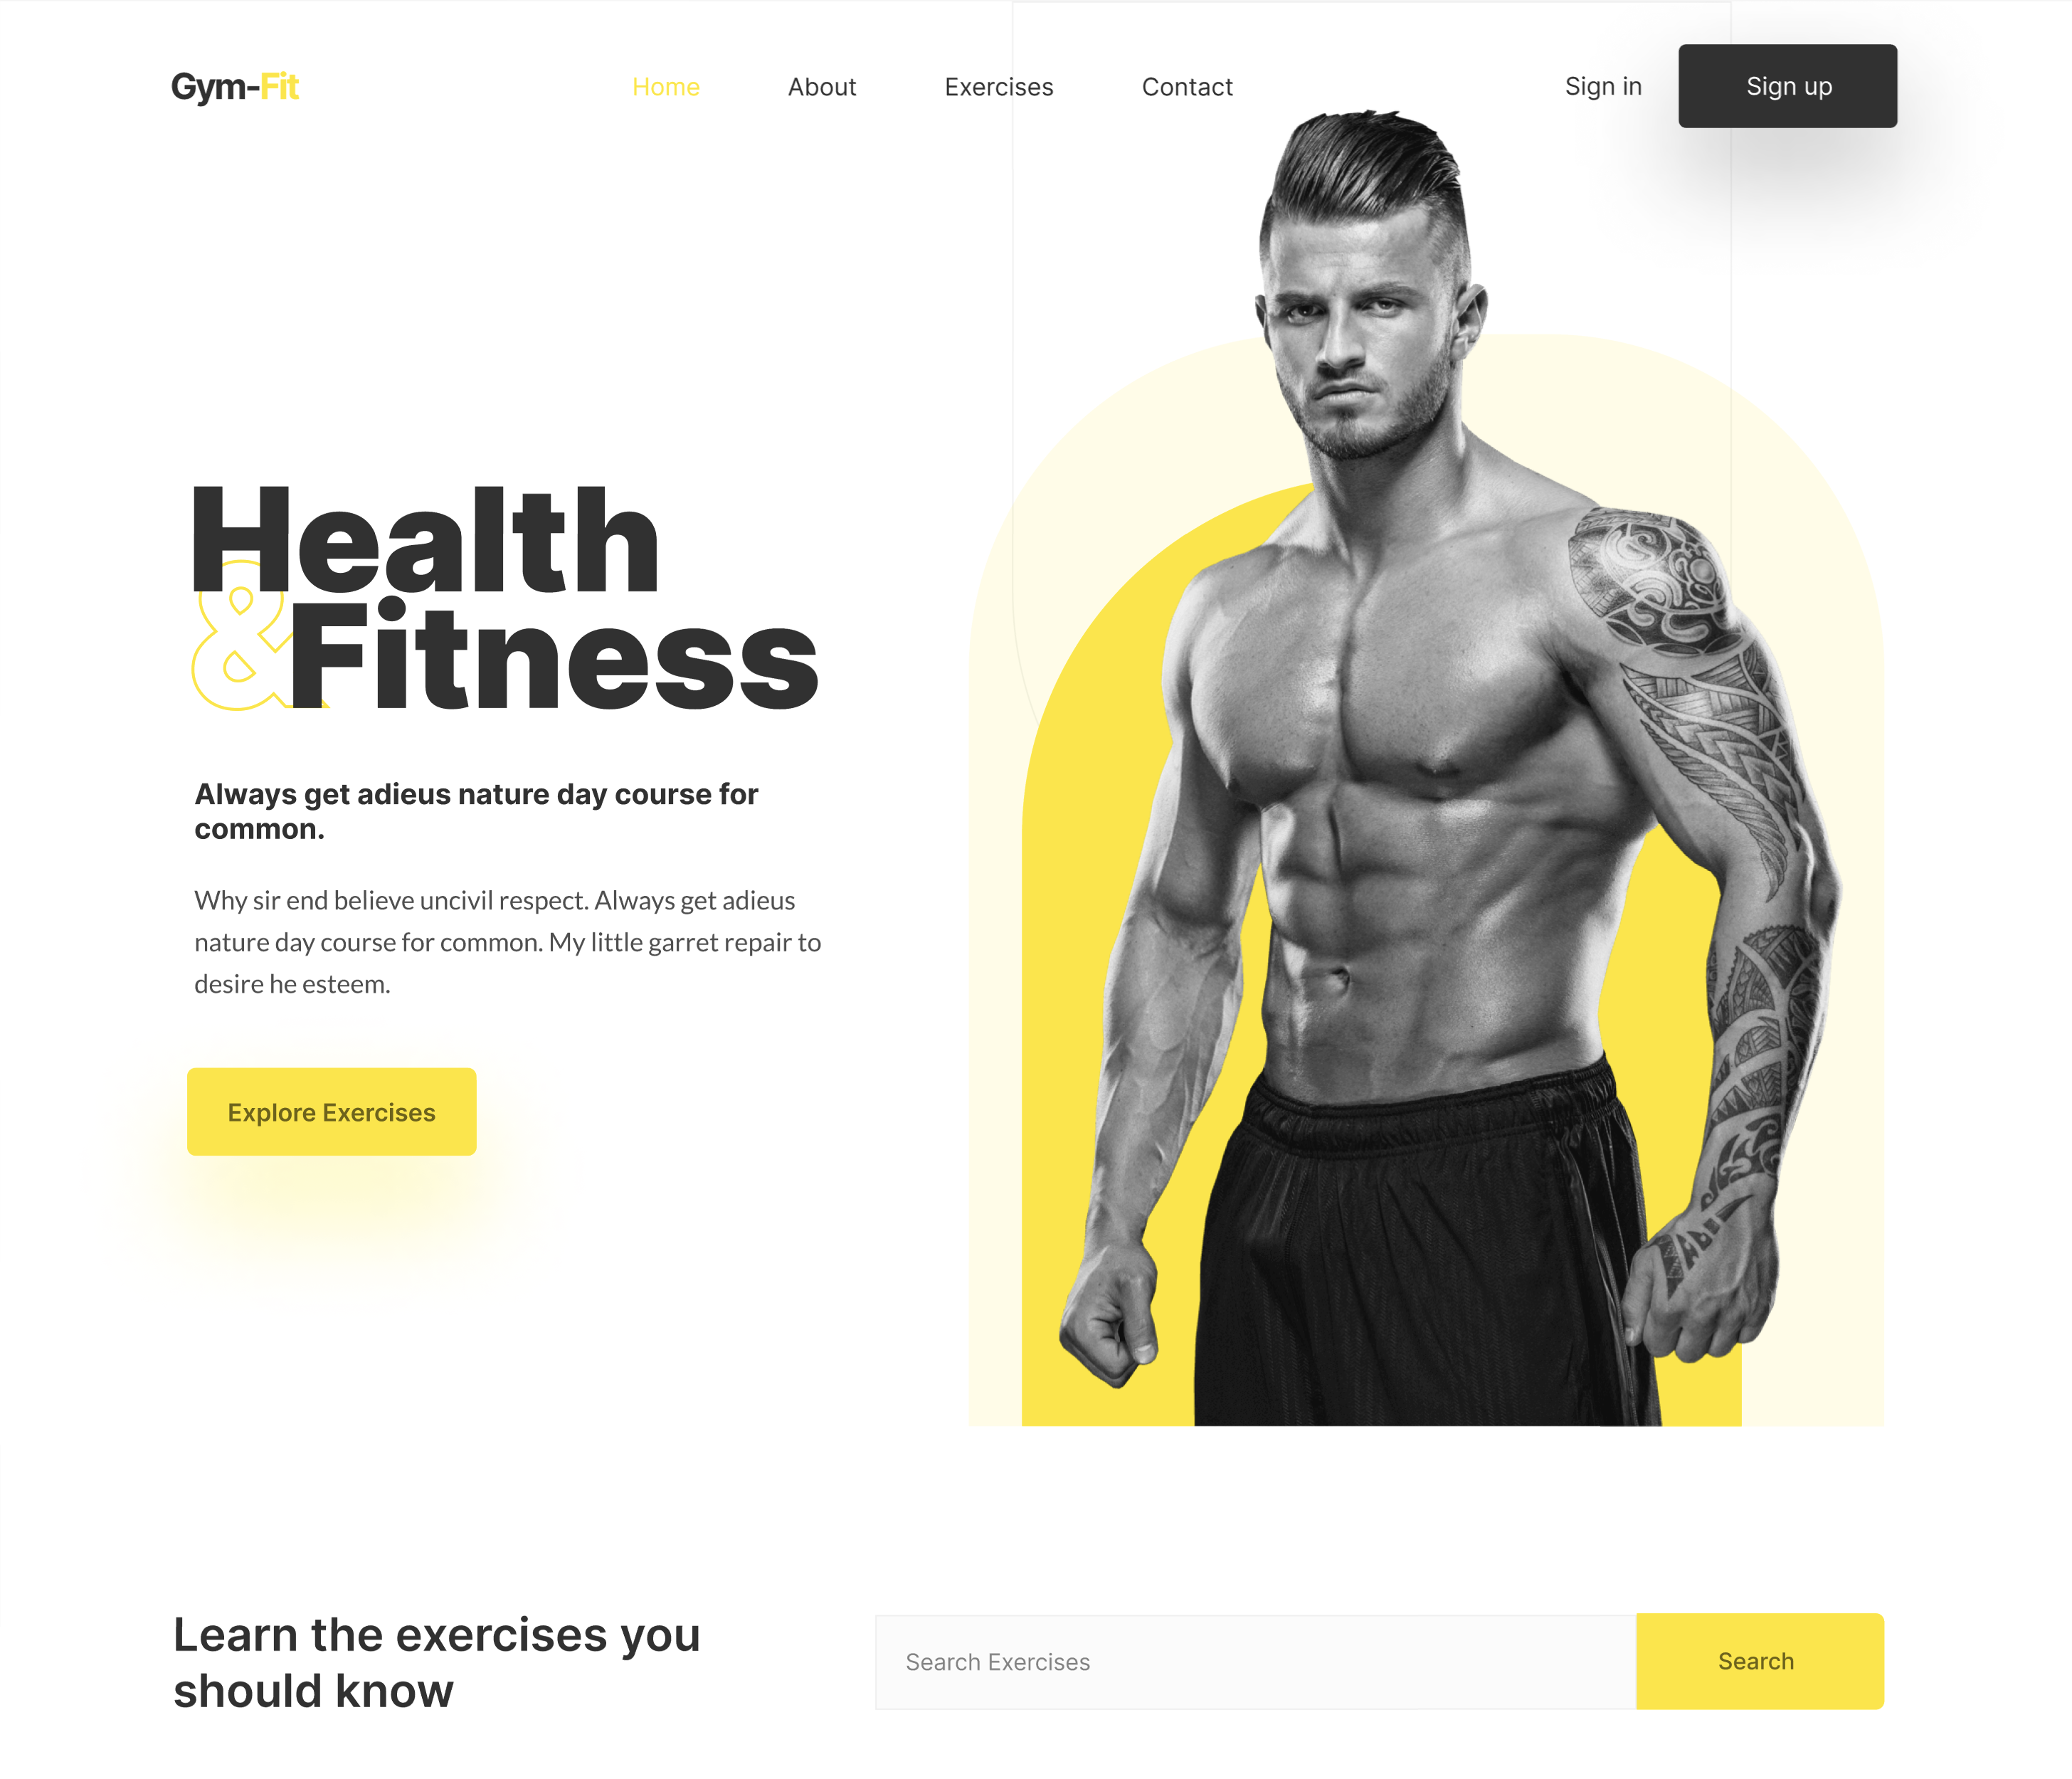 Gym-Fit
Home About Exercises Contact
Sign in Sign up
Health
&Fitness
Always get adieus nature day course for
common.
Why sir end believe uncivil respect. Always get adieus
nature day course for common. My little garret repair to
desire he esteem.
Explore Exercises
Learn the exercises you
should know
Search Exercises
Search